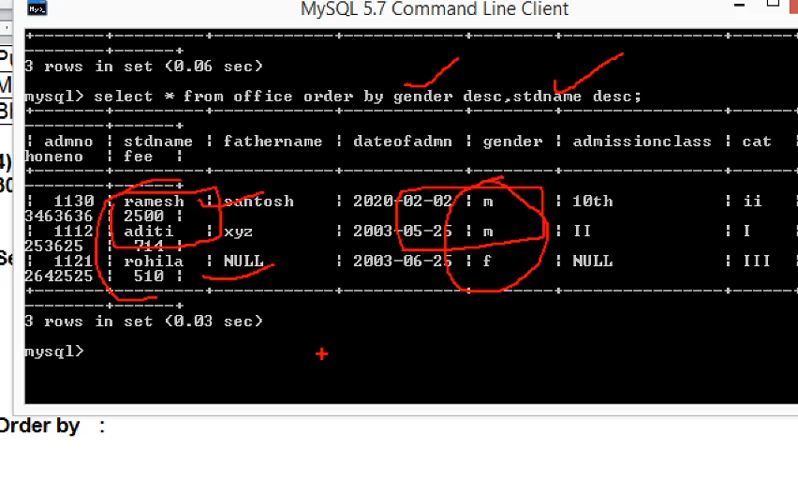 MySQL 5.7 Command Line Client
3 rows in set (0.06 sec)
mysql> select * from office order by gender desc,stdname desc;
| admno | stdname | fathername | dateofadmn | gender | admissionclass | cat
honeno | fee |
| 1130 | ramesh | santosh | 2020-02-02 | m | 10th | ii
3463636 | 2500 |
| 1112 | aditi | xyz | 2003-05-25 | m | II | I
253625 | 714 |
| 1121 | rohila | NULL | 2003-06-25 | f | NULL | III
2642525 | 510 |
3 rows in set (0.03 sec)
mysql>
Order by :